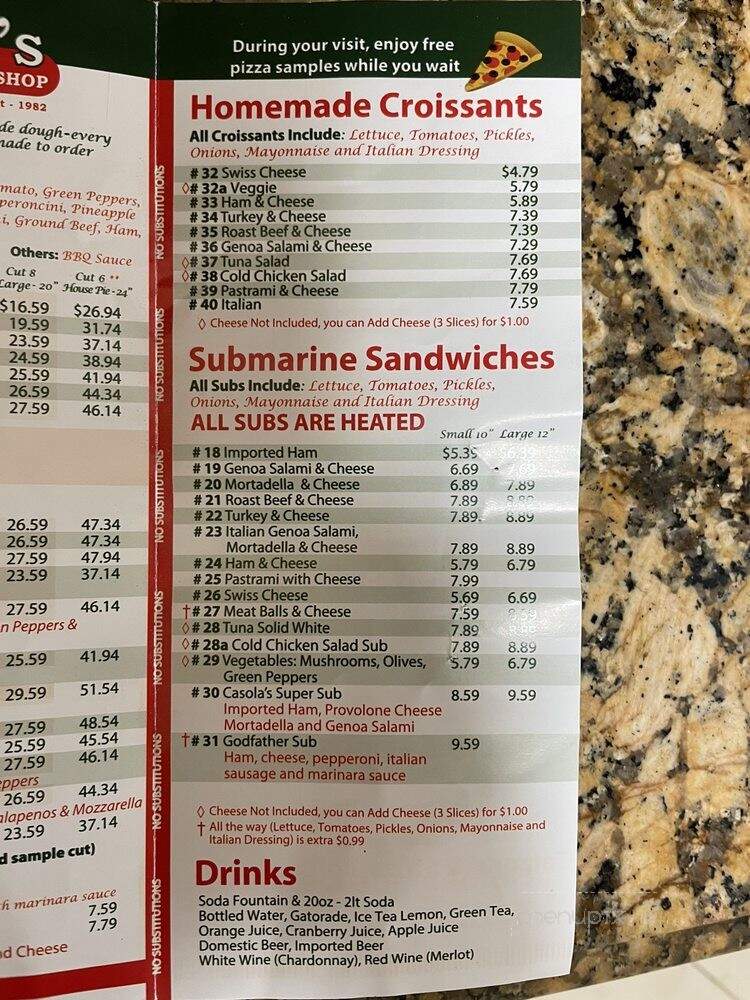 'S
SHOP
t - 1982
de dough-every
made to order
mato, Green Peppers,
peroncini, Pineapple
i, Ground Beef, Ham,
Others: BBQ Sauce
Cut 8 Cut 6 **
Large- 20" House Pie -24"
$16.59 $26.94
19.59 31.74
23.59 37.14
24.59 38.94
25.59 41.94
26.59 44.34
27.59 46.14
26.59 47.34
26.59 47.34
27.59 47.94
23.59 37.14
27.59 46.14
n Peppers &
25.59 41.94
29.59 51.54
27.59 48.54
25.59 45.54
27.59 46.14
eppers
26.59 44.34
alapenos & Mozzarella
23.59 37.14
d sample cut)
h marinara sauce
7.59
7.79
nd Cheese
NO SUBSTITUTIONS
NO SUBSTITUTIONS
NO SUBSTITUTIONS
NO SUBSTITUTIONS
NO SUBSTITUTIONS
NO SUBSTITUTIONS
During your visit, enjoy free
pizza samples while you wait
Homemade Croissants
All Croissants Include: Lettuce, Tomatoes, Pickles,
Onions, Mayonnaise and Italian Dressing
# 32 Swiss Cheese $4.79
◊# 32a Veggie 5.79
# 33 Ham & Cheese 5.89
# 34 Turkey & Cheese 7.39
# 35 Roast Beef & Cheese 7.39
# 36 Genoa Salami & Cheese 7.29
◊# 37 Tuna Salad 7.69
◊# 38 Cold Chicken Salad 7.69
# 39 Pastrami & Cheese 7.79
# 40 Italian 7.59
◊ Cheese Not Included, you can Add Cheese (3 Slices) for $1.00
Submarine Sandwiches
All Subs Include: Lettuce, Tomatoes, Pickles,
Onions, Mayonnaise and Italian Dressing
ALL SUBS ARE HEATED
Small 10" Large 12"
# 18 Imported Ham $5.39 $6.39
# 19 Genoa Salami & Cheese 6.69 7.69
# 20 Mortadella & Cheese 6.89 7.89
# 21 Roast Beef & Cheese 7.89 8.89
# 22 Turkey & Cheese 7.89. 8.89
# 23 Italian Genoa Salami,
Mortadella & Cheese 7.89 8.89
# 24 Ham & Cheese 5.79 6.79
# 25 Pastrami with Cheese 7.99
# 26 Swiss Cheese 5.69 6.69
†# 27 Meat Balls & Cheese 7.59
◊# 28 Tuna Solid White 7.89 8.89
◊# 28a Cold Chicken Salad Sub 7.89 8.89
◊# 29 Vegetables: Mushrooms, Olives, 5.79 6.79
Green Peppers
# 30 Casola's Super Sub 8.59 9.59
Imported Ham, Provolone Cheese
Mortadella and Genoa Salami
†# 31 Godfather Sub 9.59
Ham, cheese, pepperoni, italian
sausage and marinara sauce
◊ Cheese Not Included, you can Add Cheese (3 Slices) for $1.00
† All the way (Lettuce, Tomatoes, Pickles, Onions, Mayonnaise and
Italian Dressing) is extra $0.99
Drinks
Soda Fountain & 20oz - 2lt Soda
Bottled Water, Gatorade, Ice Tea Lemon, Green Tea,
Orange Juice, Cranberry Juice, Apple Juice
Domestic Beer, Imported Beer
White Wine (Chardonnay), Red Wine (Merlot)